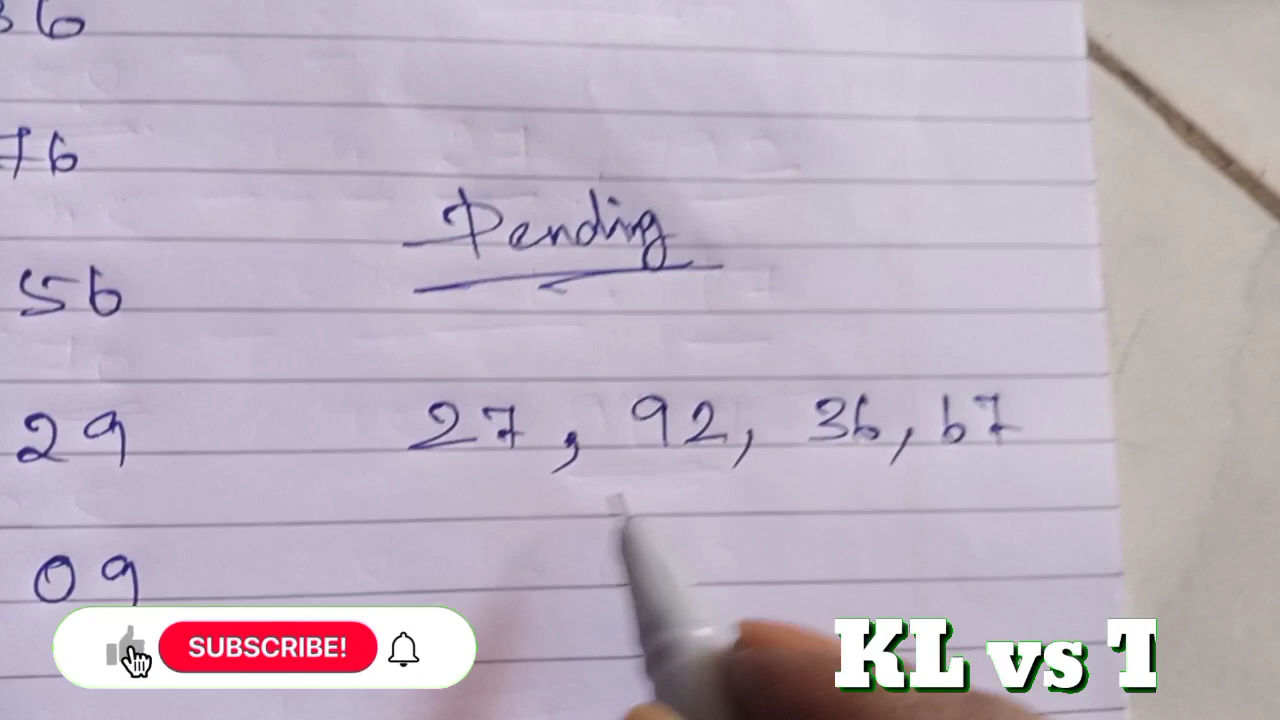 36
76
Pending
56
29 27, 92, 36, 67
09
SUBSCRIBE!
KL vs T